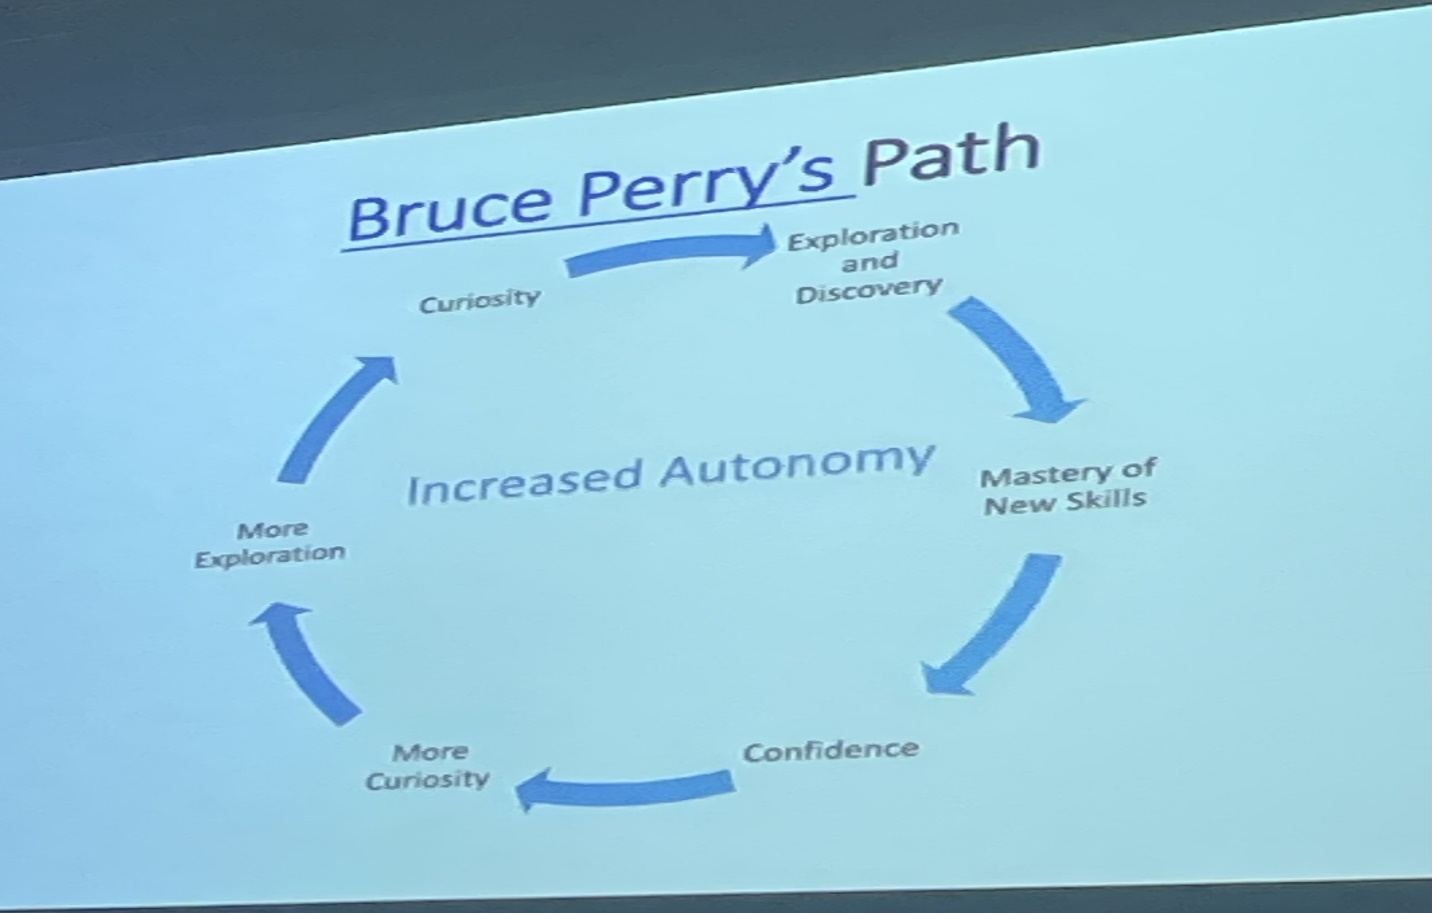 Bruce Perry's Path
Curiosity
Exploration
and
Discovery
Mastery of
New Skills
Confidence
More
Curiosity
More
Exploration
Increased Autonomy